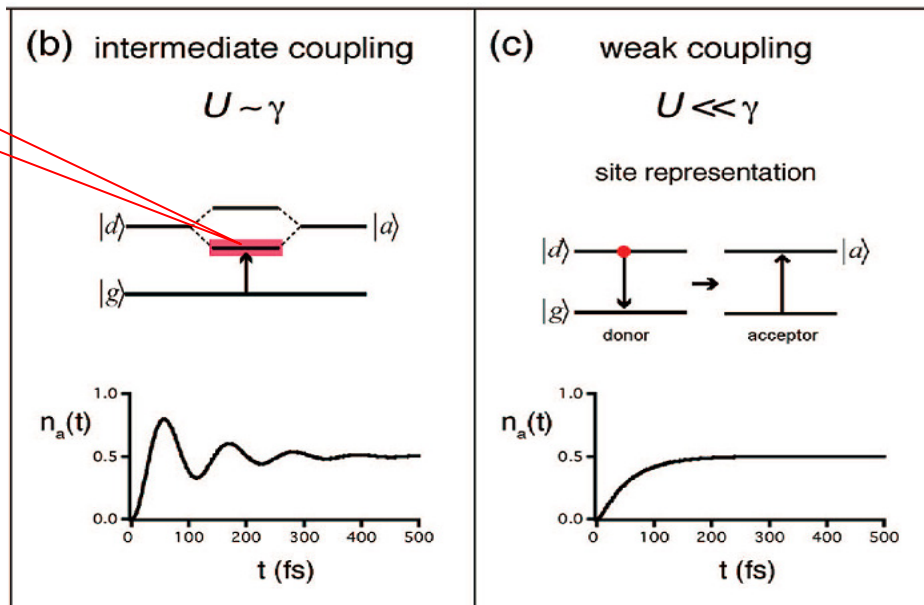 (b) intermediate coupling
U ~ γ
|d⟩
|a⟩
|g⟩
1.0
n_a(t)
0.5
0.0
0 100 200 300 400 500
t (fs)
(c) weak coupling
U << γ
site representation
|d⟩
|a⟩
|g⟩
donor
acceptor
1.0
n_a(t)
0.5
0.0
0 100 200 300 400 500
t (fs)